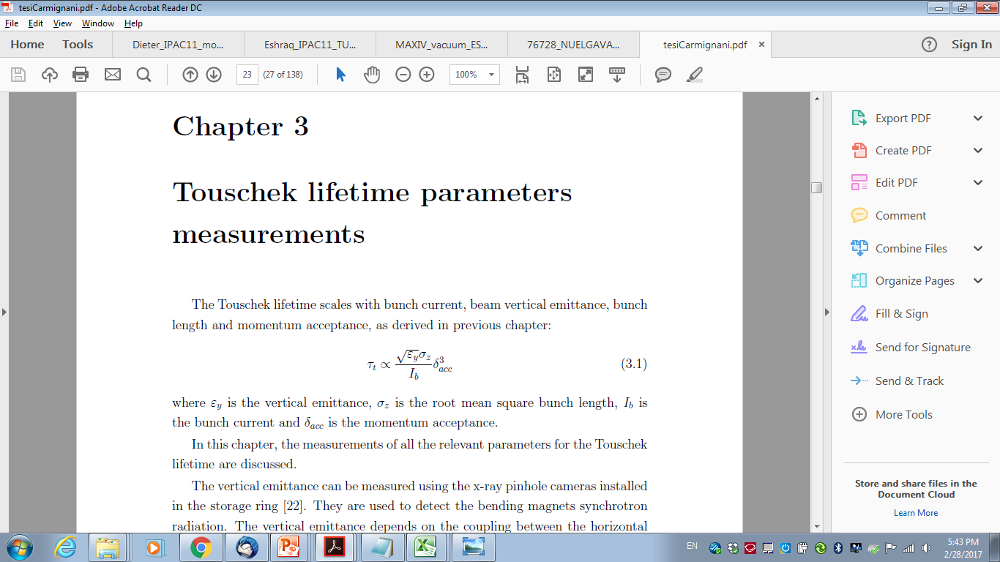 tesiCarmignani.pdf - Adobe Acrobat Reader DC
File Edit View Window Help
Home Tools Dieter_IPAC11_mo... Eshraq_IPAC11_TU... MAXIV_vacuum_ES... 76728_NUELGAVA... tesiCarmignani.pdf × ? Sign In
23 (27 of 138) 100%
Chapter 3
Touschek lifetime parameters
measurements
The Touschek lifetime scales with bunch current, beam vertical emittance, bunch
length and momentum acceptance, as derived in previous chapter:
τ_t ∝ \frac{\sqrt{ε_y}σ_z}{I_b} δ_{acc}^3 (3.1)
where ε_y is the vertical emittance, σ_z is the root mean square bunch length, I_b is
the bunch current and δ_{acc} is the momentum acceptance.
In this chapter, the measurements of all the relevant parameters for the Touschek
lifetime are discussed.
The vertical emittance can be measured using the x-ray pinhole cameras installed
in the storage ring [22]. They are used to detect the bending magnets synchrotron
radiation. The vertical emittance depends on the coupling between the horizontal
Export PDF
Create PDF
Edit PDF
Comment
Combine Files
Organize Pages
Fill & Sign
Send for Signature
Send & Track
More Tools
Store and share files in the
Document Cloud
Learn More
EN
5:43 PM
2/28/2017